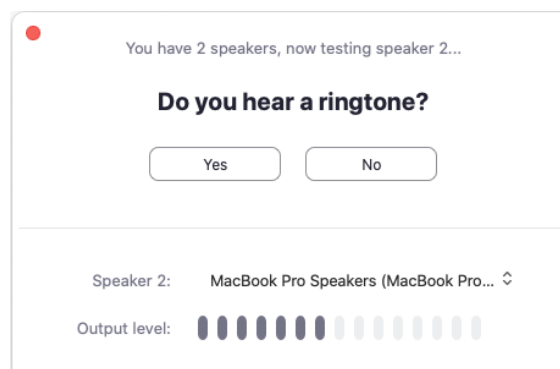 You have 2 speakers, now testing speaker 2...
Do you hear a ringtone?
Yes No
Speaker 2: MacBook Pro Speakers (MacBook Pro...
Output level: